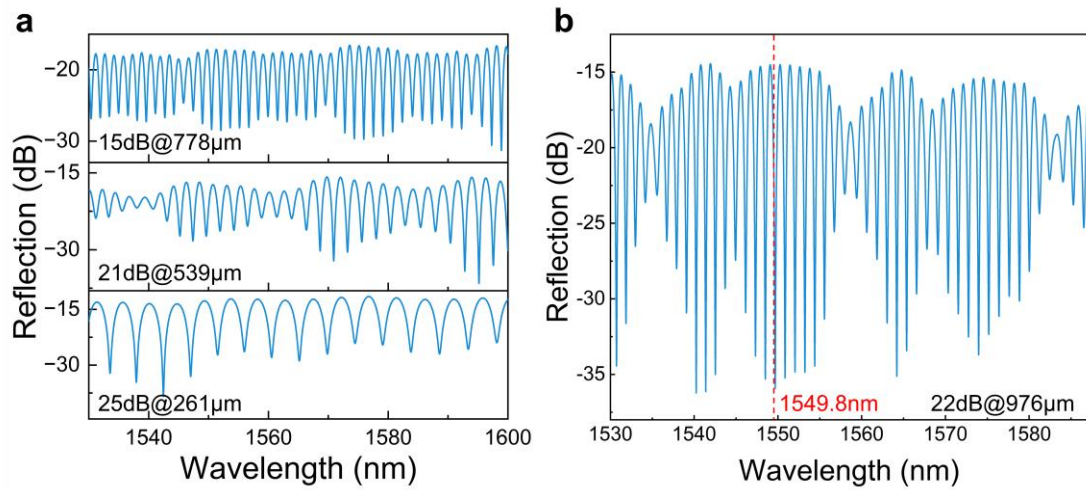 a
−20
−30
15dB@778μm
−15
−30
21dB@539μm
−15
−30
25dB@261μm
Reflection (dB)
1540 1560 1580 1600
Wavelength (nm)
b
-15
-20
-25
-30
-35
1549.8nm 22dB@976μm
Reflection (dB)
1530 1540 1550 1560 1570 1580
Wavelength (nm)